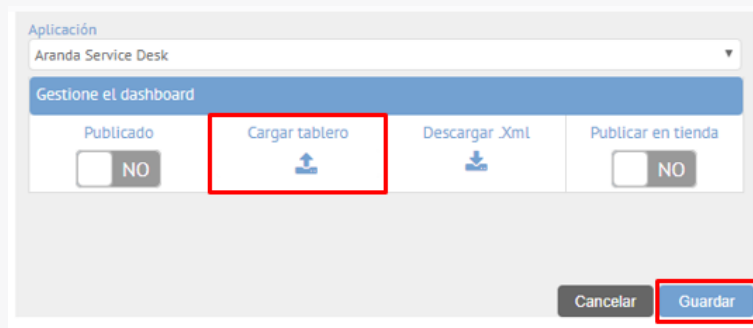 Aplicación
Aranda Service Desk
Gestione el dashboard
Publicado Cargar tablero Descargar .Xml Publicar en tienda
NO NO
Cancelar Guardar